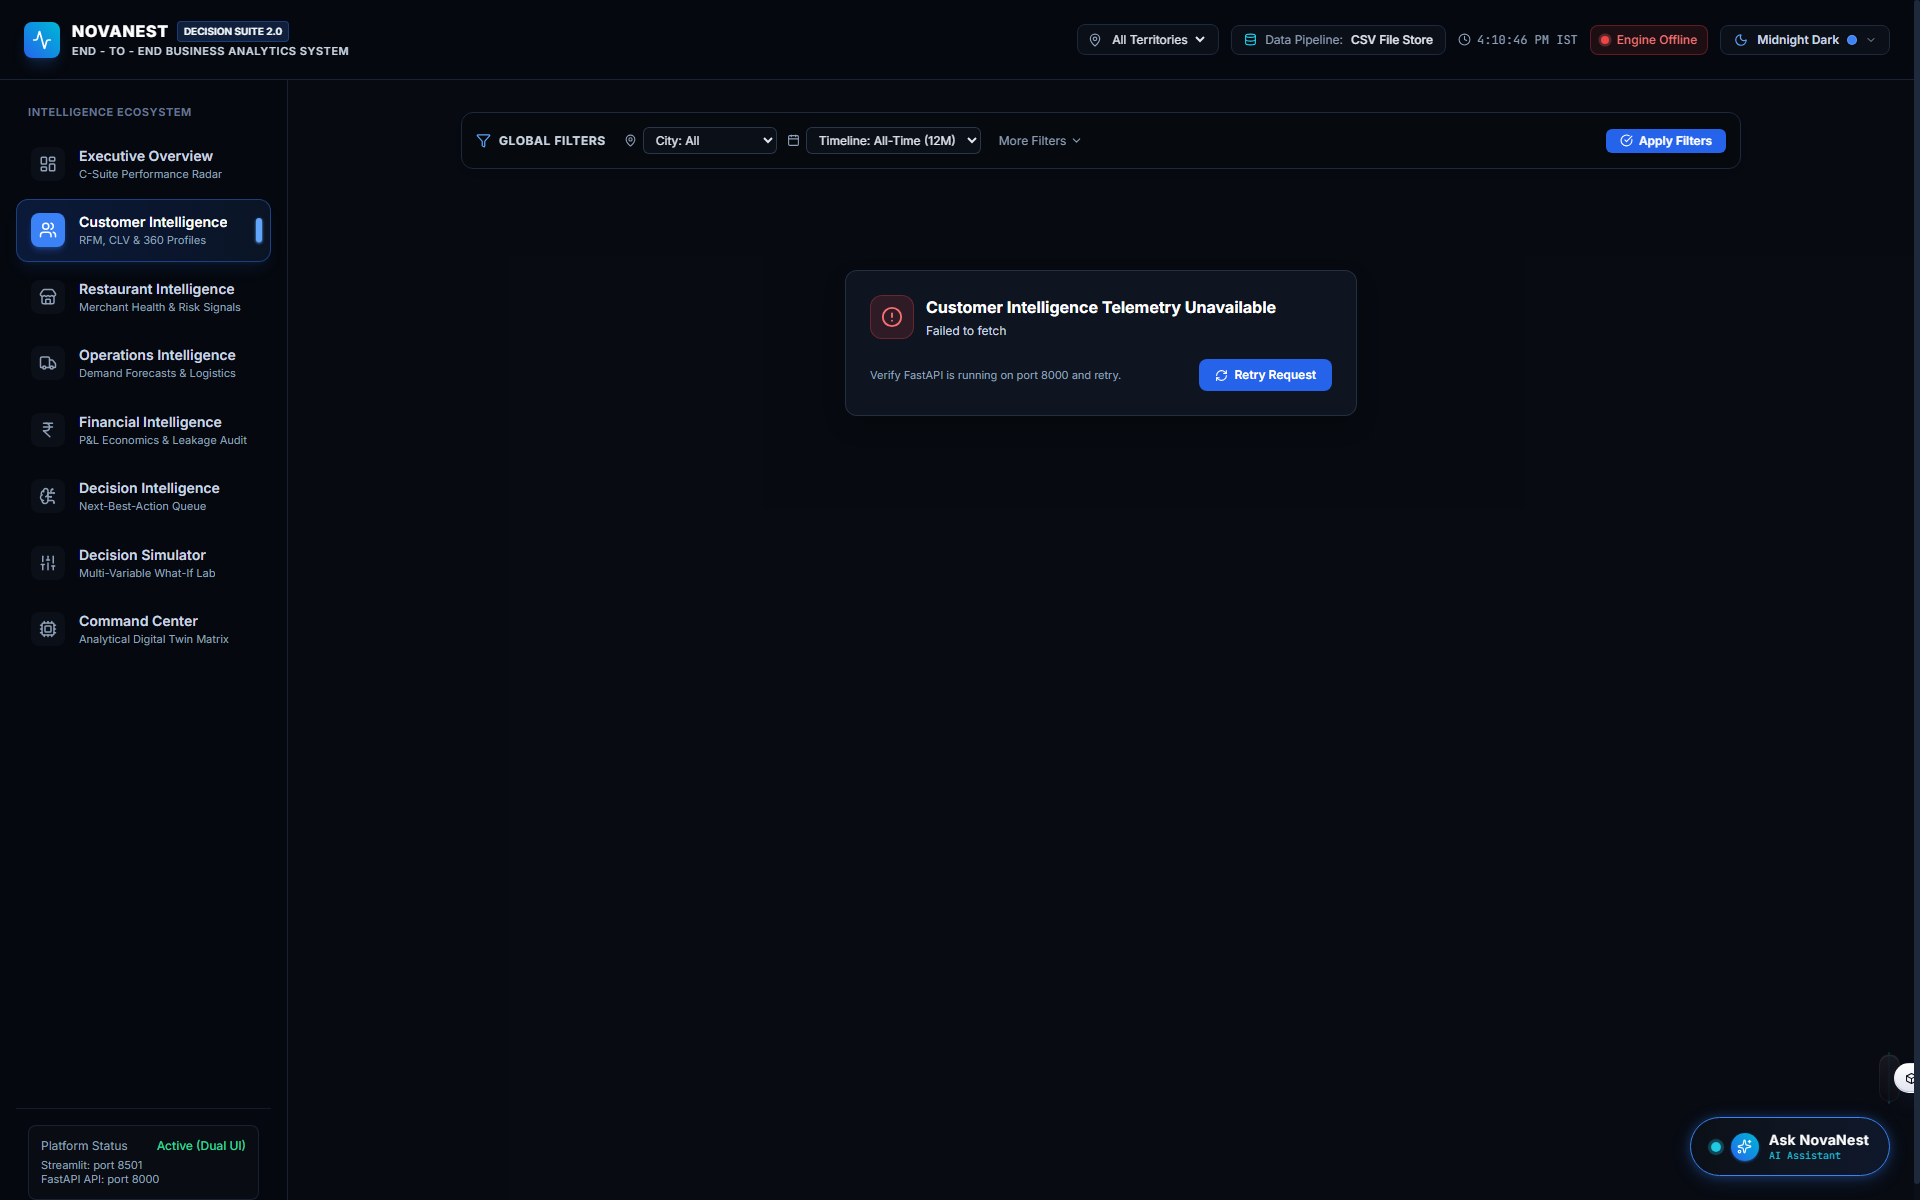 NOVANEST DECISION SUITE 2.0
END - TO - END BUSINESS ANALYTICS SYSTEM
All Territories
Data Pipeline: CSV File Store
4:10:46 PM IST
Engine Offline
Midnight Dark
INTELLIGENCE ECOSYSTEM
Executive Overview
C-Suite Performance Radar
Customer Intelligence
RFM, CLV & 360 Profiles
Restaurant Intelligence
Merchant Health & Risk Signals
Operations Intelligence
Demand Forecasts & Logistics
Financial Intelligence
P&L Economics & Leakage Audit
Decision Intelligence
Next-Best-Action Queue
Decision Simulator
Multi-Variable What-If Lab
Command Center
Analytical Digital Twin Matrix
Platform Status Active (Dual UI)
Streamlit: port 8501
FastAPI API: port 8000
GLOBAL FILTERS
City: All
Timeline: All-Time (12M)
More Filters
Apply Filters
Customer Intelligence Telemetry Unavailable
Failed to fetch
Verify FastAPI is running on port 8000 and retry.
Retry Request
Ask NovaNest
AI Assistant